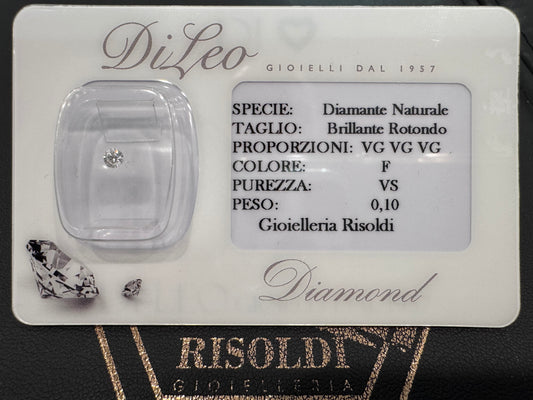 DiLeo
GIOIELLI DAL 1957
SPECIE: Diamante Naturale
TAGLIO: Brillante Rotondo
PROPORZIONI: VG VG VG
COLORE: F
PUREZZA: VS
PESO: 0,10
Gioielleria Risoldi
Diamond
RISOLDI
GIOIELLERIA